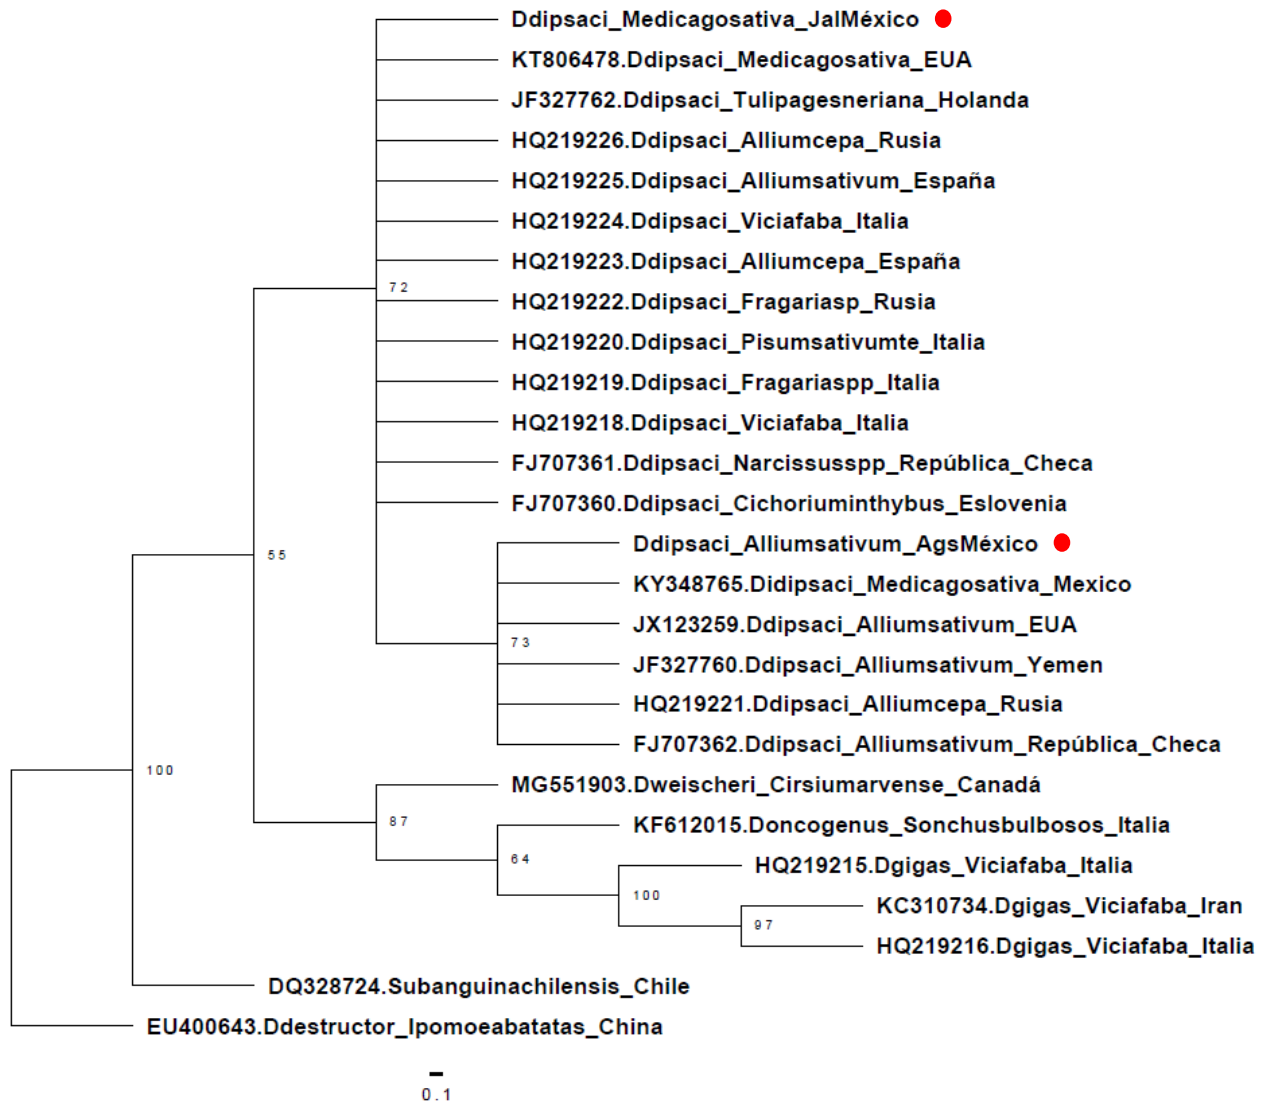 Ddipsaci_Medicagosativa_JalMéxico
KT806478.Ddipsaci_Medicagosativa_EUA
JF327762.Ddipsaci_Tulipagesneriana_Holanda
HQ219226.Ddipsaci_Alliumcepa_Rusia
HQ219225.Ddipsaci_Alliumsativum_España
HQ219224.Ddipsaci_Viciafaba_Italia
HQ219223.Ddipsaci_Alliumcepa_España
72
HQ219222.Ddipsaci_Fragariasp_Rusia
HQ219220.Ddipsaci_Pisumsativumte_Italia
HQ219219.Ddipsaci_Fragariaspp_Italia
HQ219218.Ddipsaci_Viciafaba_Italia
FJ707361.Ddipsaci_Narcissusspp_República_Checa
FJ707360.Ddipsaci_Cichoriuminthybus_Eslovenia
Ddipsaci_Alliumsativum_AgsMéxico
55
KY348765.Didipsaci_Medicagosativa_Mexico
JX123259.Ddipsaci_Alliumsativum_EUA
73
JF327760.Ddipsaci_Alliumsativum_Yemen
HQ219221.Ddipsaci_Alliumcepa_Rusia
FJ707362.Ddipsaci_Alliumsativum_República_Checa
100
MG551903.Dweischeri_Cirsiumarvense_Canadá
87
KF612015.Doncogenus_Sonchusbulbosos_Italia
64
HQ219215.Dgigas_Viciafaba_Italia
100
KC310734.Dgigas_Viciafaba_Iran
97
HQ219216.Dgigas_Viciafaba_Italia
DQ328724.Subanguinachilensis_Chile
EU400643.Ddestructor_Ipomoeabatatas_China
0.1